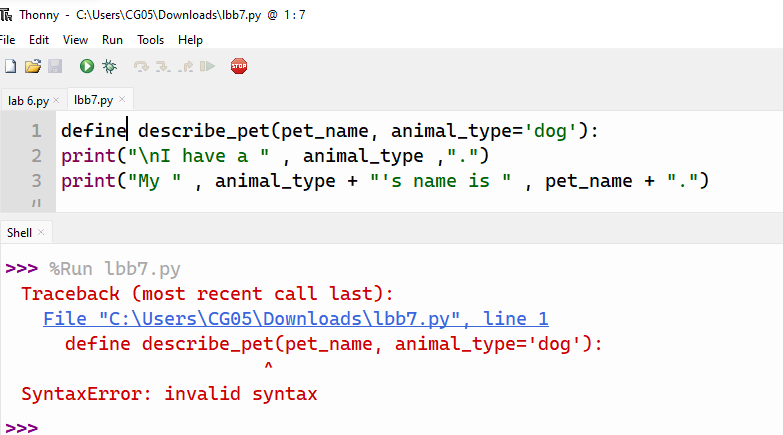 Thonny - C:\Users\CG05\Downloads\lbb7.py @ 1 : 7
File Edit View Run Tools Help
STOP
lab 6.py × lbb7.py ×
1 define describe_pet(pet_name, animal_type='dog'):
2 print("\nI have a " , animal_type ,".")
3 print("My " , animal_type + "'s name is " , pet_name + ".")
Shell ×
>>> %Run lbb7.py
Traceback (most recent call last):
File "C:\Users\CG05\Downloads\lbb7.py", line 1
define describe_pet(pet_name, animal_type='dog'):
^
SyntaxError: invalid syntax
>>>